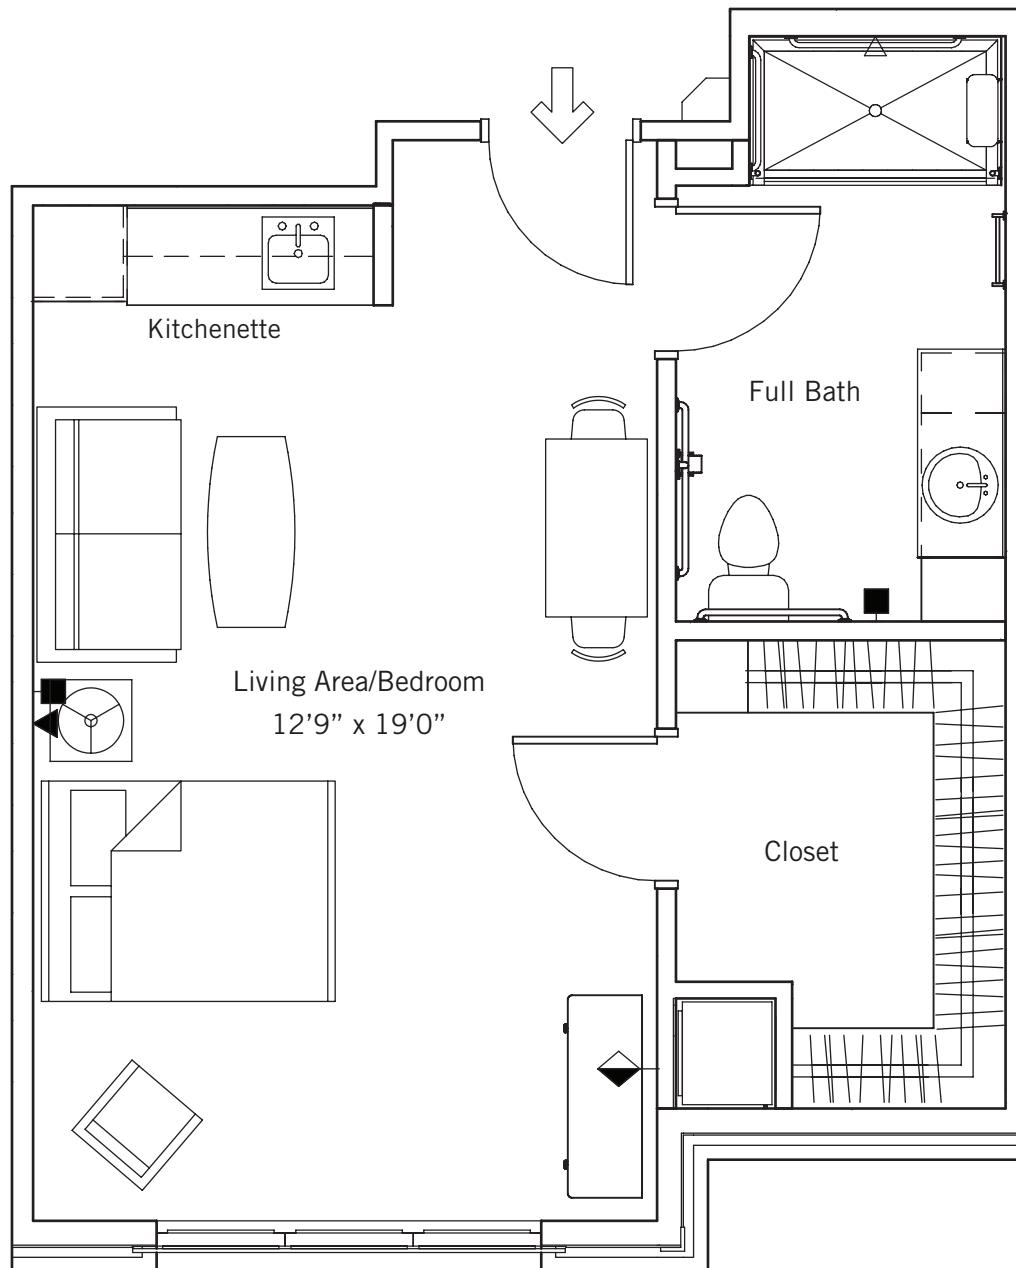 Kitchenette
Full Bath
Living Area/Bedroom
12’9” x 19’0”
Closet